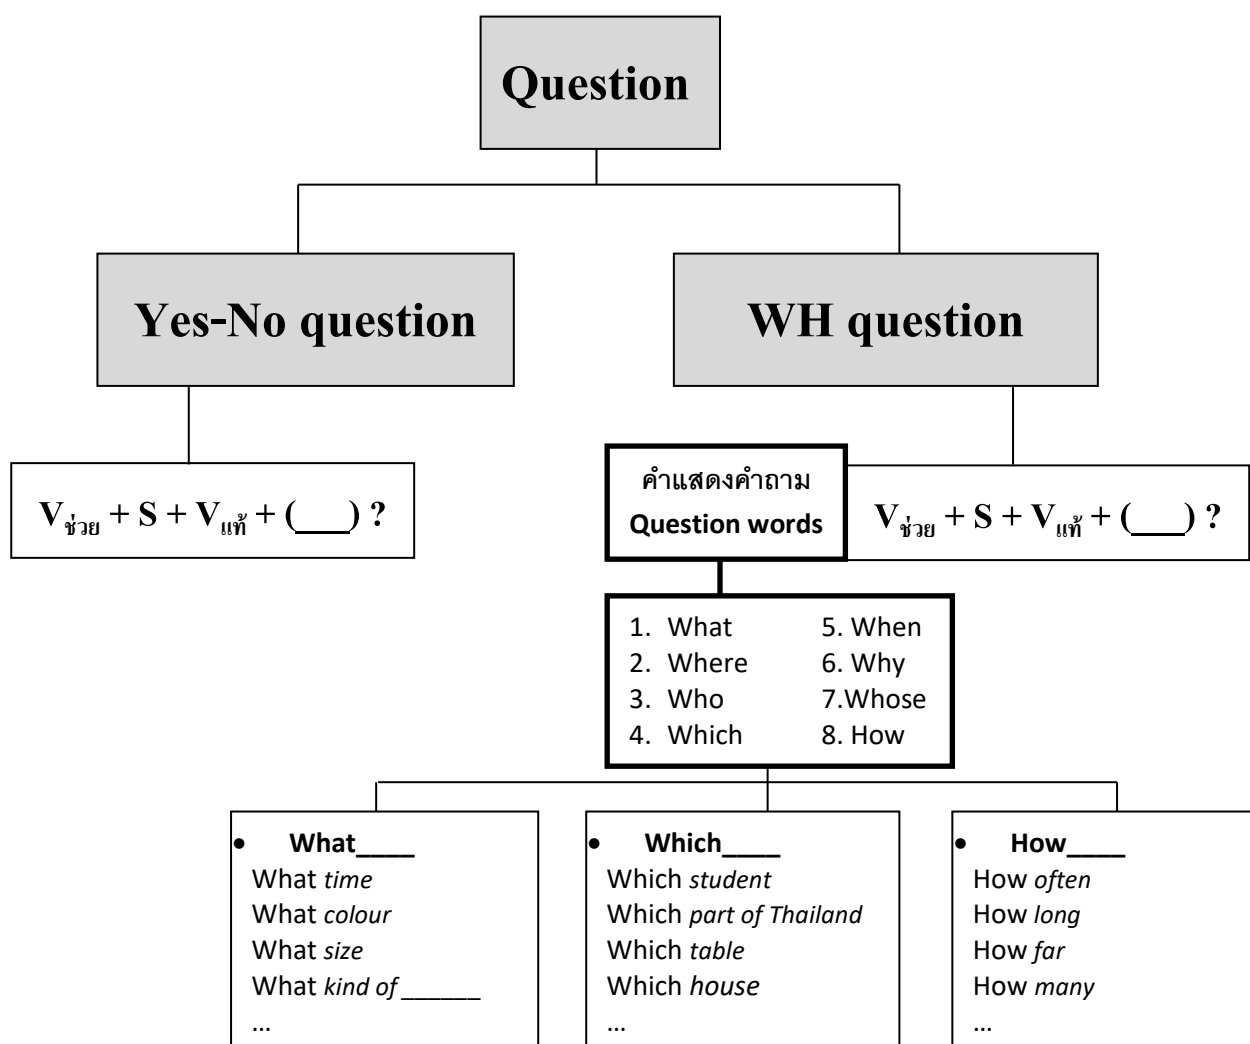 Question
Yes-No question
WH question
Vช่วย + S + Vแท้ + (___) ?
คำแสดงคำถาม
Question words
Vช่วย + S + Vแท้ + (___) ?
1. What
2. Where
3. Who
4. Which
5. When
6. Why
7.Whose
8. How
• What____
What time
What colour
What size
What kind of ______
...
• Which____
Which student
Which part of Thailand
Which table
Which house
...
• How____
How often
How long
How far
How many
...